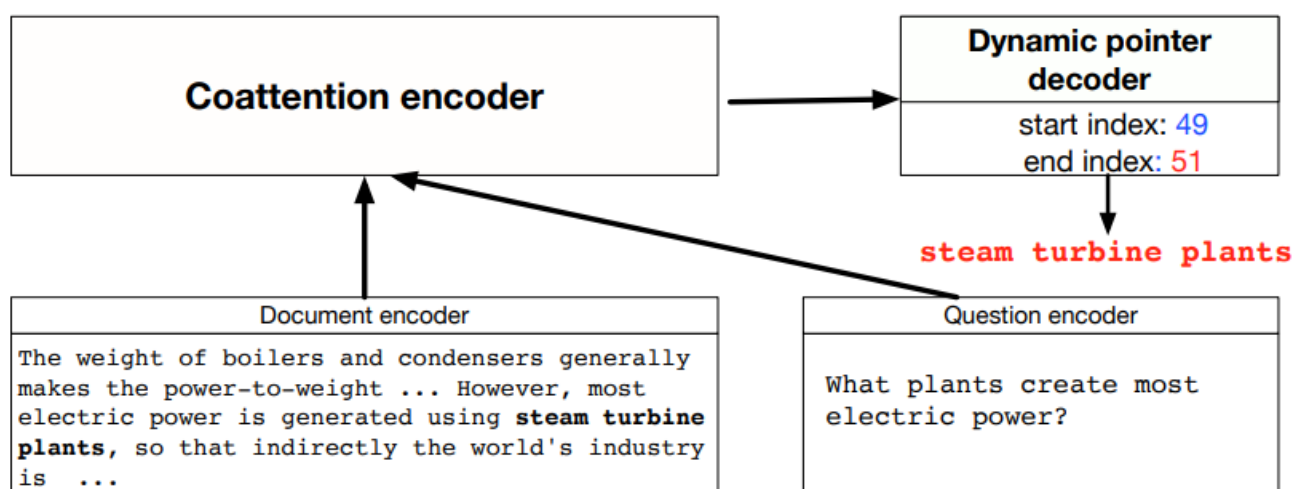 Coattention encoder
Dynamic pointer
decoder
start index: 49
end index: 51
steam turbine plants
Document encoder
The weight of boilers and condensers generally
makes the power-to-weight ... However, most
electric power is generated using steam turbine
plants, so that indirectly the world's industry
is ...
Question encoder
What plants create most
electric power?